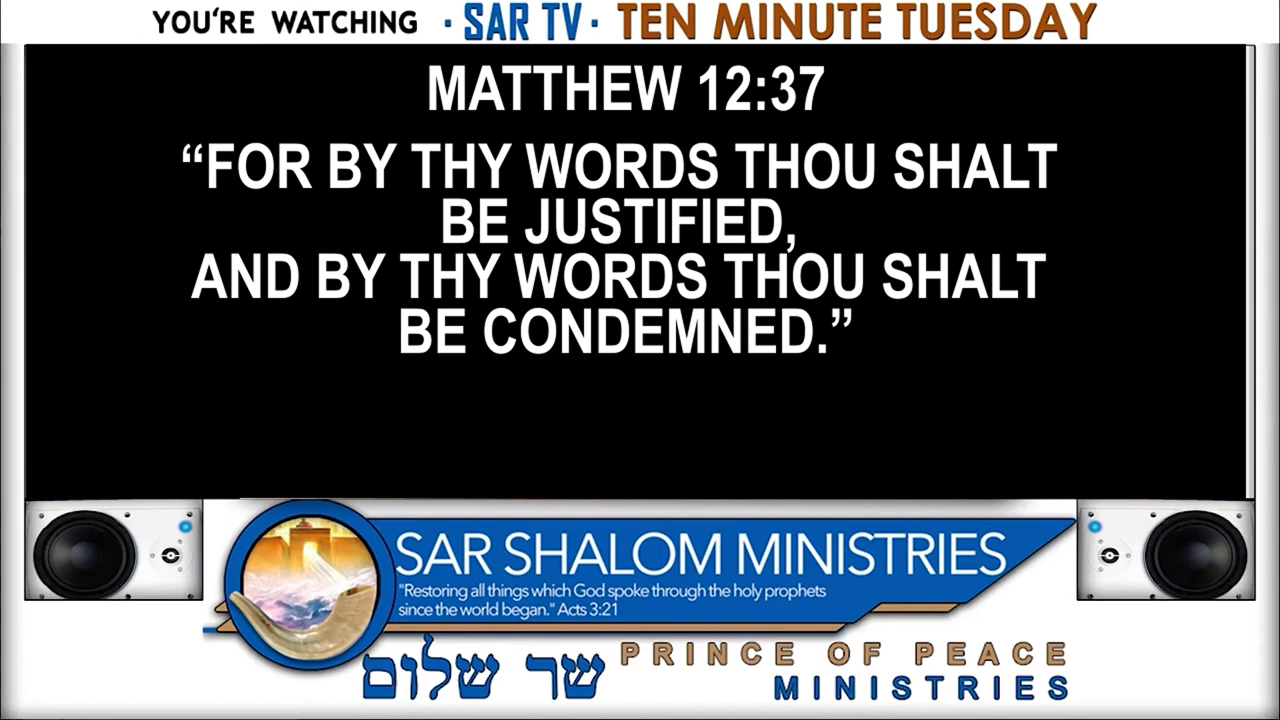 YOU'RE WATCHING · SAR TV · TEN MINUTE TUESDAY
MATTHEW 12:37
“FOR BY THY WORDS THOU SHALT
BE JUSTIFIED,
AND BY THY WORDS THOU SHALT
BE CONDEMNED.”
SAR SHALOM MINISTRIES
"Restoring all things which God spoke through the holy prophets
since the world began." Acts 3:21
שר שלום
PRINCE OF PEACE
MINISTRIES